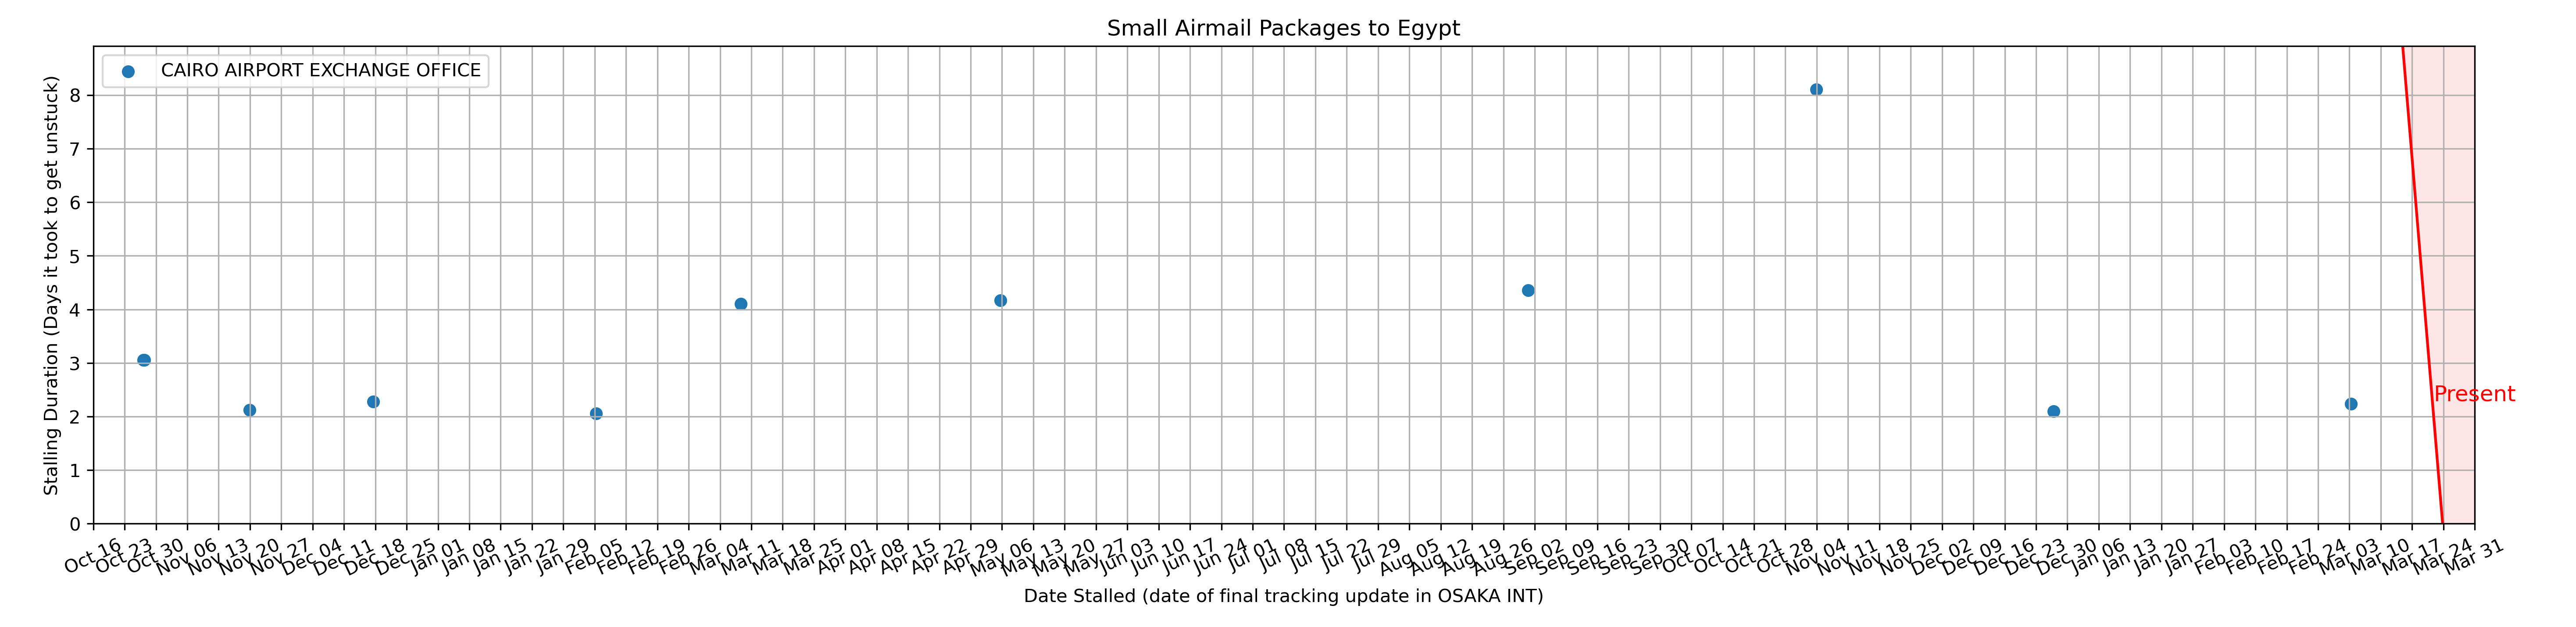 Small Airmail Packages to Egypt
CAIRO AIRPORT EXCHANGE OFFICE
Stalling Duration (Days it took to get unstuck)
8
7
6
5
4
3
2
1
0
Present
Oct 16 Oct 23 Oct 30 Nov 06 Nov 13 Nov 20 Nov 27 Dec 04 Dec 11 Dec 18 Dec 25 Jan 01 Jan 08 Jan 15 Jan 22 Jan 29 Feb 05 Feb 12 Feb 19 Feb 26 Mar 04 Mar 11 Mar 18 Mar 25 Apr 01 Apr 08 Apr 15 Apr 22 Apr 29 May 06 May 13 May 20 May 27 Jun 03 Jun 10 Jun 17 Jun 24 Jul 01 Jul 08 Jul 15 Jul 22 Jul 29 Aug 05 Aug 12 Aug 19 Aug 26 Sep 02 Sep 09 Sep 16 Sep 23 Sep 30 Oct 07 Oct 14 Oct 21 Oct 28 Nov 04 Nov 11 Nov 18 Nov 25 Dec 02 Dec 09 Dec 16 Dec 23 Dec 30 Jan 06 Jan 13 Jan 20 Jan 27 Feb 03 Feb 10 Feb 17 Feb 24 Mar 03 Mar 10 Mar 17 Mar 24 Mar 31
Date Stalled (date of final tracking update in OSAKA INT)